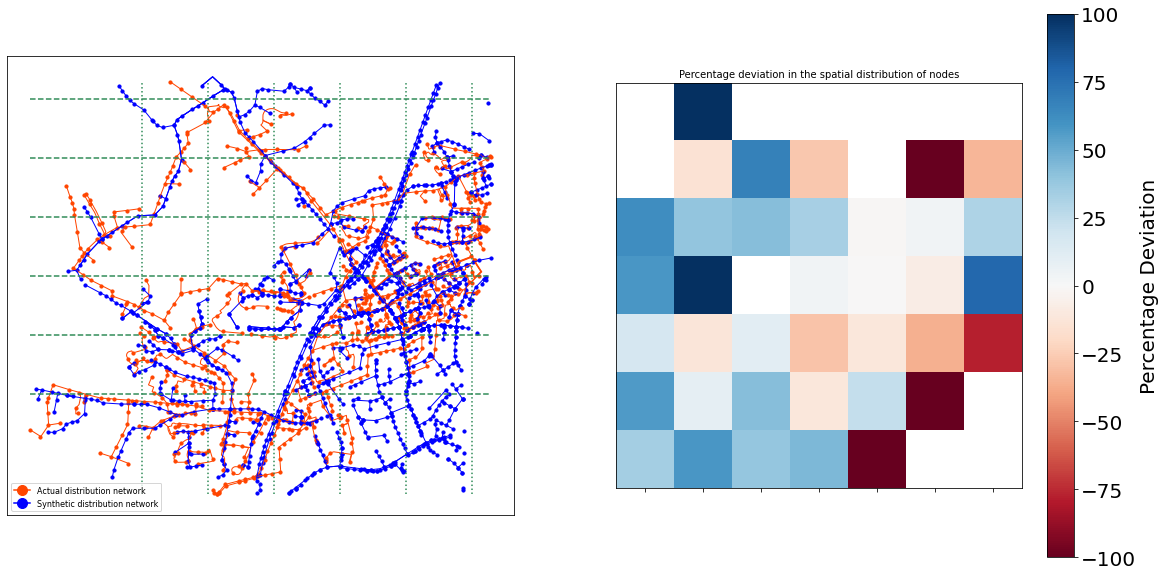 Actual distribution network
Synthetic distribution network
Percentage deviation in the spatial distribution of nodes
100
75
50
25
0
−25
−50
−75
−100
Percentage Deviation